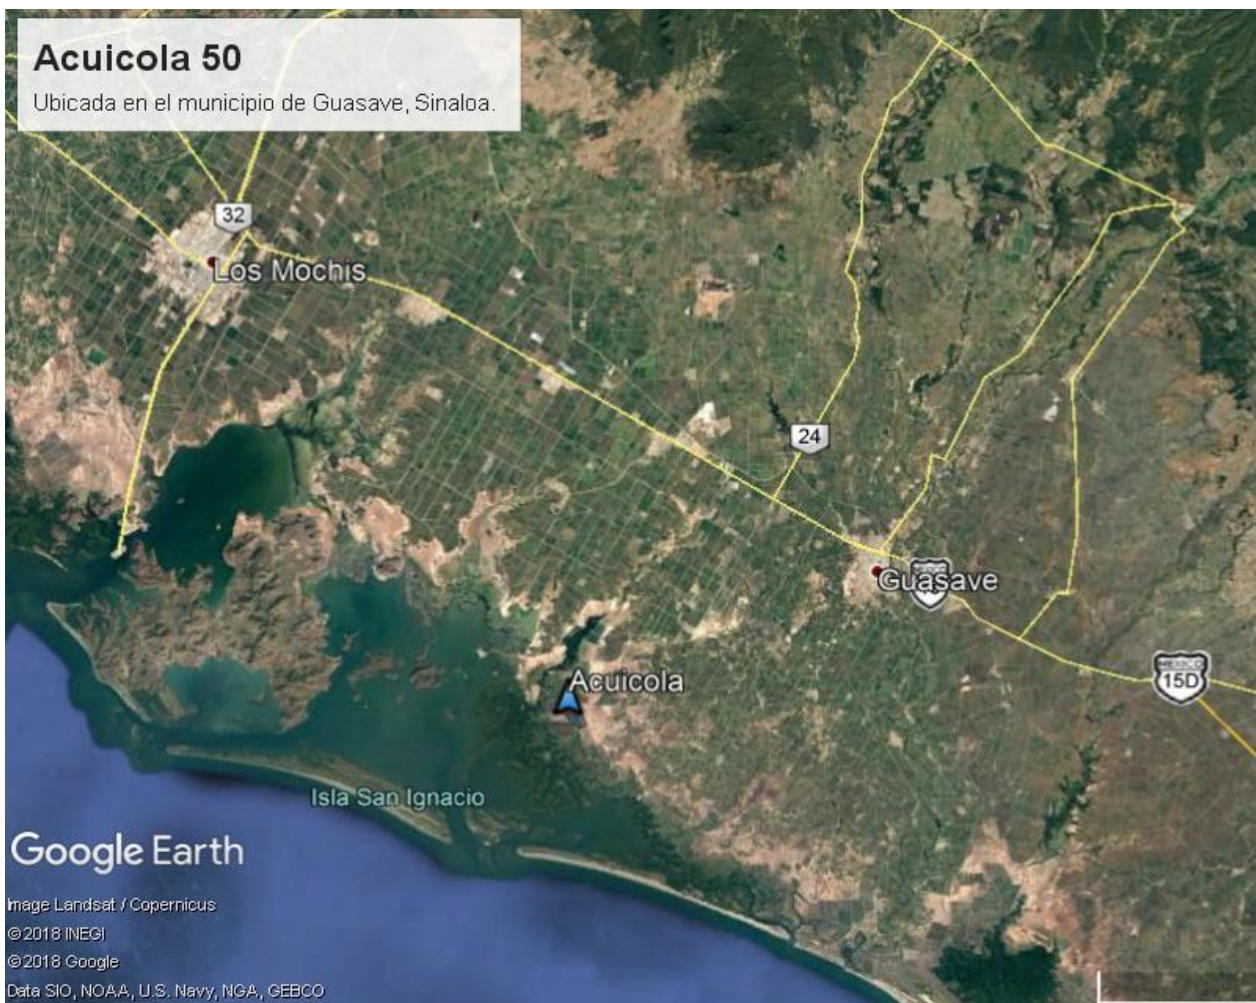 Acuicola 50
Ubicada en el municipio de Guasave, Sinaloa.
32
Los Mochis
24
Guasave
MEXICO
15D
Acuicola
Isla San Ignacio
Google Earth
Image Landsat / Copernicus
© 2018 INEGI
© 2018 Google
Data SIO, NOAA, U.S. Navy, NGA, GEBCO